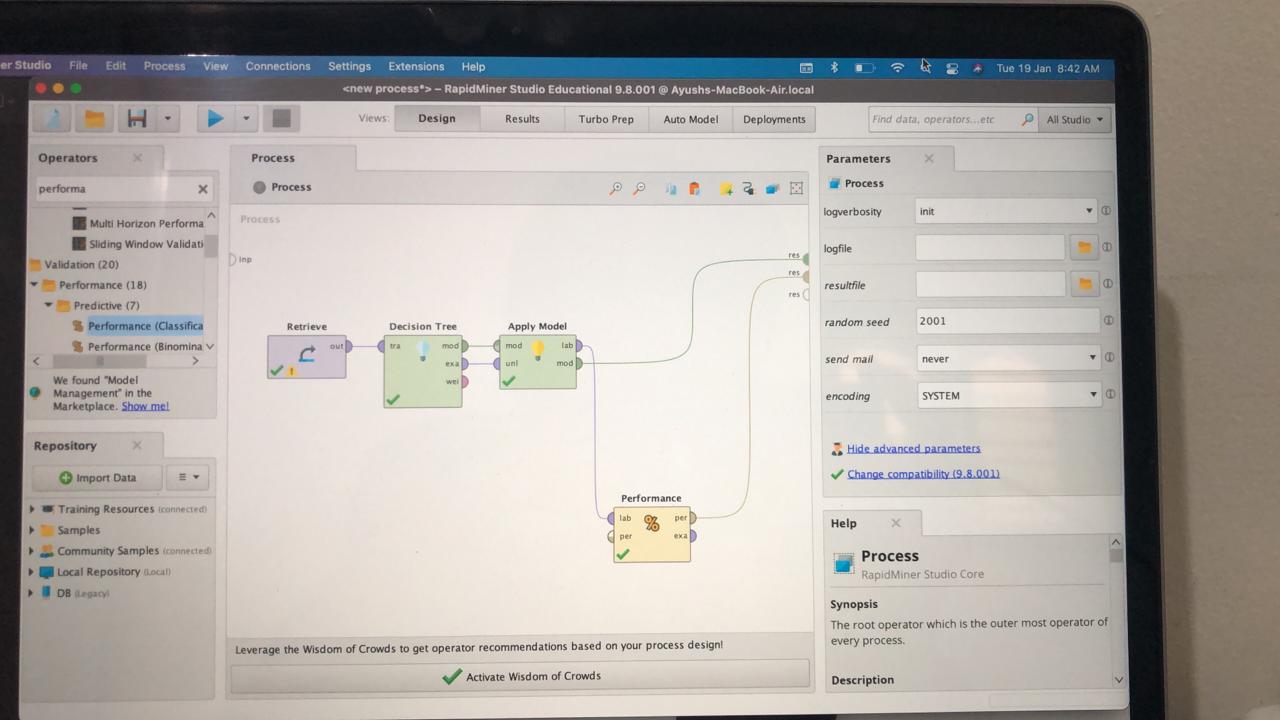 er Studio File Edit Process View Connections Settings Extensions Help Tue 19 Jan 8:42 AM
<new process*> – RapidMiner Studio Educational 9.8.001 @ Ayushs-MacBook-Air.local
Views: Design Results Turbo Prep Auto Model Deployments Find data, operators...etc All Studio
Operators
performa
Multi Horizon Performa
Sliding Window Validati
Validation (20)
Performance (18)
Predictive (7)
Performance (Classifica
Performance (Binomina
We found "Model
Management" in the
Marketplace. Show me!
Repository
Import Data
Training Resources (connected)
Samples
Community Samples (connected)
Local Repository (Local)
DB (Legacy)
Process
Process
Process
inp
res
res
res
Retrieve
out
Decision Tree
tra mod
exa
wei
Apply Model
mod lab
unl mod
Performance
lab per
per exa
%
Leverage the Wisdom of Crowds to get operator recommendations based on your process design!
Activate Wisdom of Crowds
Parameters
Process
logverbosity init
logfile
resultfile
random seed 2001
send mail never
encoding SYSTEM
Hide advanced parameters
Change compatibility (9.8.001)
Help
Process
RapidMiner Studio Core
Synopsis
The root operator which is the outer most operator of
every process.
Description